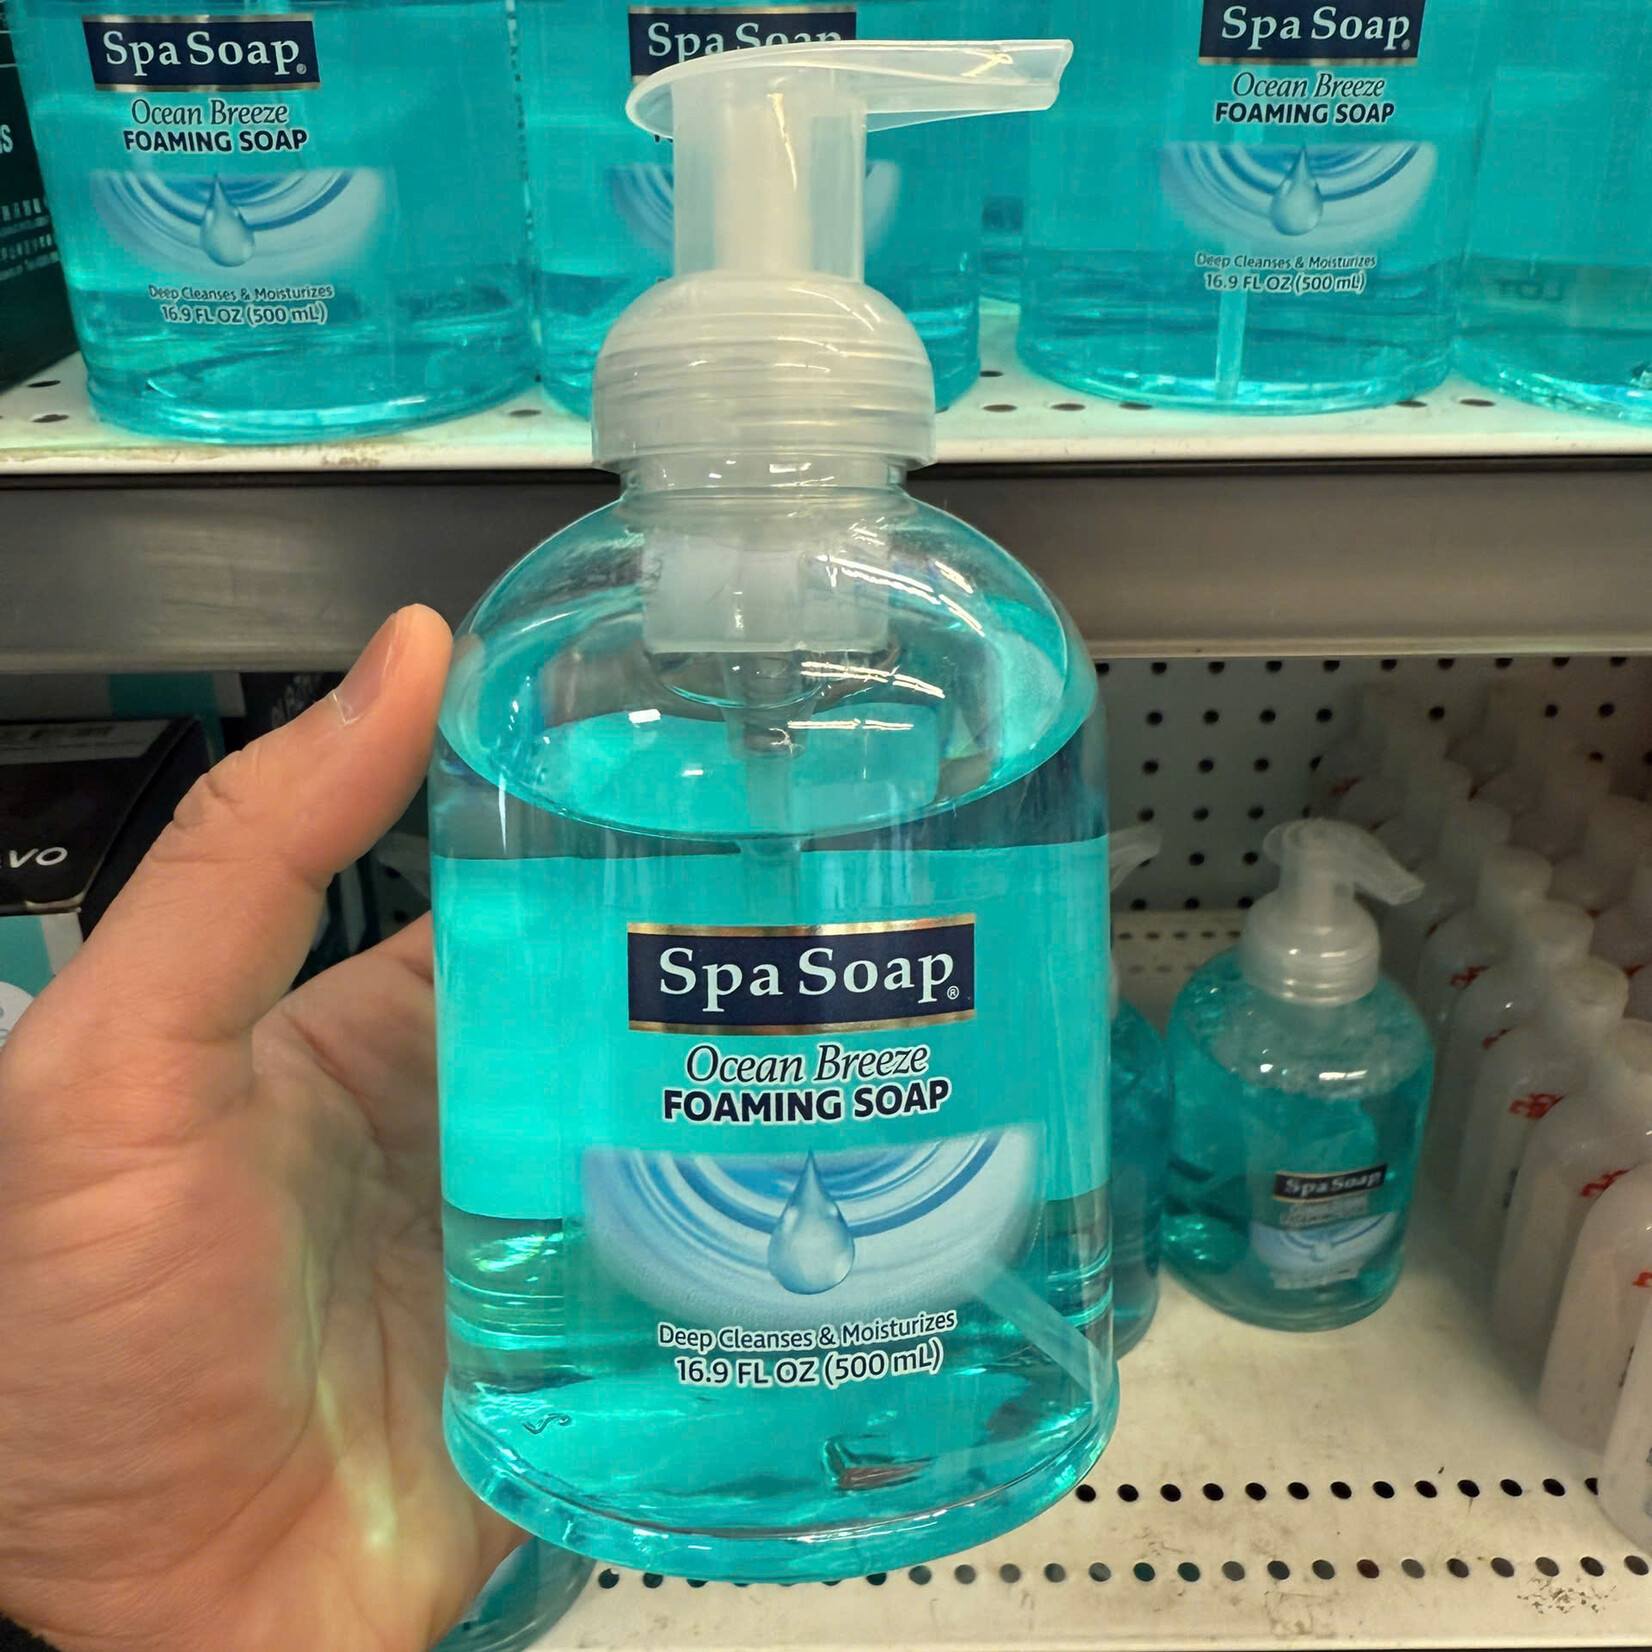 Spa Soap®
Ocean Breeze
FOAMING SOAP
Deep Cleanses & Moisturizes
16.9 FL OZ (500 mL)
Spa Soap
Spa Soap®
Ocean Breeze
FOAMING SOAP
Deep Cleanses & Moisturizes
16.9 FL OZ (500 mL)
VO
Spa Soap®
Ocean Breeze
FOAMING SOAP
Deep Cleanses & Moisturizes
16.9 FL OZ (500 mL)
Spa Soap